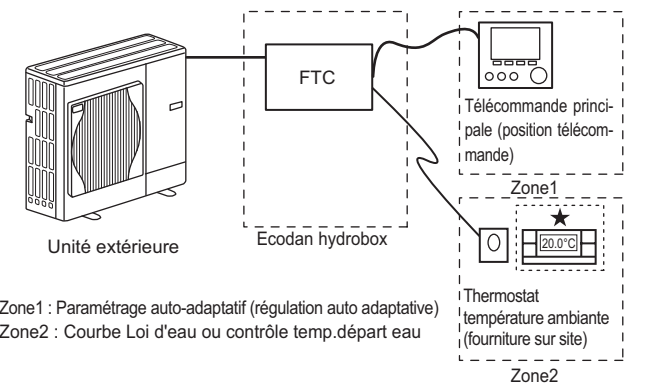 FTC
Télécommande princi-
pale (position télécom-
mande)
Zone1
Unité extérieure
Ecodan hydrobox
20.0°C
Zone1 : Paramétrage auto-adaptatif (régulation auto adaptative)
Zone2 : Courbe Loi d'eau ou contrôle temp.départ eau
Thermostat
température ambiante
(fourniture sur site)
Zone2